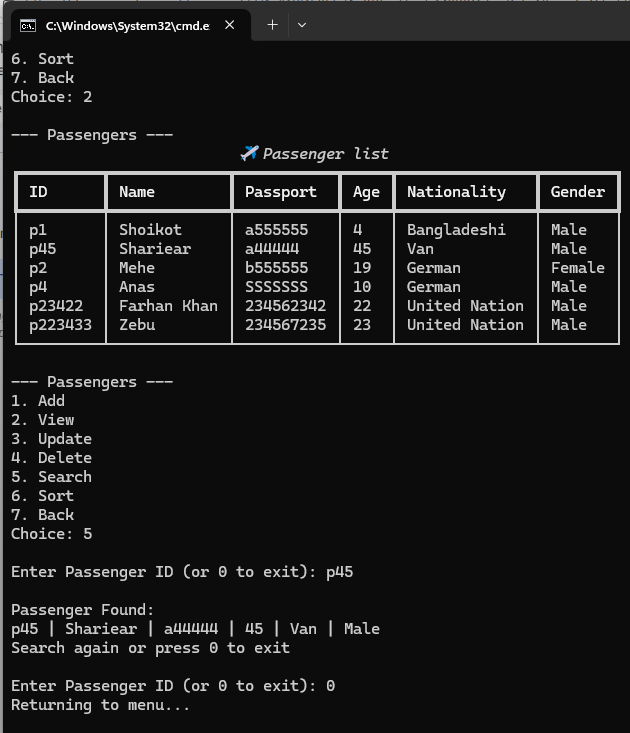 C:\Windows\System32\cmd.e
6. Sort
7. Back
Choice: 2
--- Passengers ---
✈️ Passenger list
ID Name Passport Age Nationality Gender
p1 Shoikot a555555 4 Bangladeshi Male
p45 Shariear a44444 45 Van Male
p2 Mehe b555555 19 German Female
p4 Anas SSSSSSS 10 German Male
p23422 Farhan Khan 234562342 22 United Nation Male
p223433 Zebu 234567235 23 United Nation Male
--- Passengers ---
1. Add
2. View
3. Update
4. Delete
5. Search
6. Sort
7. Back
Choice: 5
Enter Passenger ID (or 0 to exit): p45
Passenger Found:
p45 | Shariear | a44444 | 45 | Van | Male
Search again or press 0 to exit
Enter Passenger ID (or 0 to exit): 0
Returning to menu...